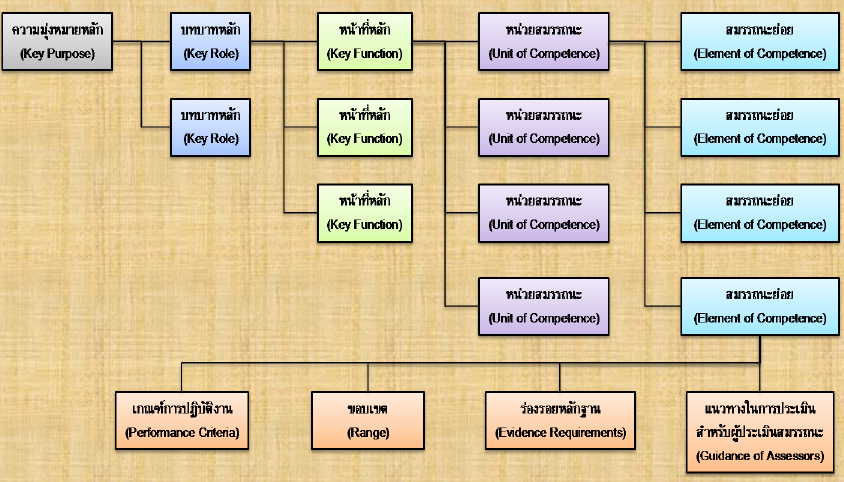 ความมุ่งหมายหลัก
(Key Purpose)
บทบาทหลัก
(Key Role)
หน้าที่หลัก
(Key Function)
หน่วยสมรรถนะ
(Unit of Competence)
สมรรถนะย่อย
(Element of Competence)
บทบาทหลัก
(Key Role)
หน้าที่หลัก
(Key Function)
หน่วยสมรรถนะ
(Unit of Competence)
สมรรถนะย่อย
(Element of Competence)
หน้าที่หลัก
(Key Function)
หน่วยสมรรถนะ
(Unit of Competence)
สมรรถนะย่อย
(Element of Competence)
หน่วยสมรรถนะ
(Unit of Competence)
สมรรถนะย่อย
(Element of Competence)
เกณฑ์การปฏิบัติงาน
(Performance Criteria)
ขอบเขต
(Range)
ร่องรอยหลักฐาน
(Evidence Requirements)
แนวทางในการประเมิน
สำหรับผู้ประเมินสมรรถนะ
(Guidance of Assessors)